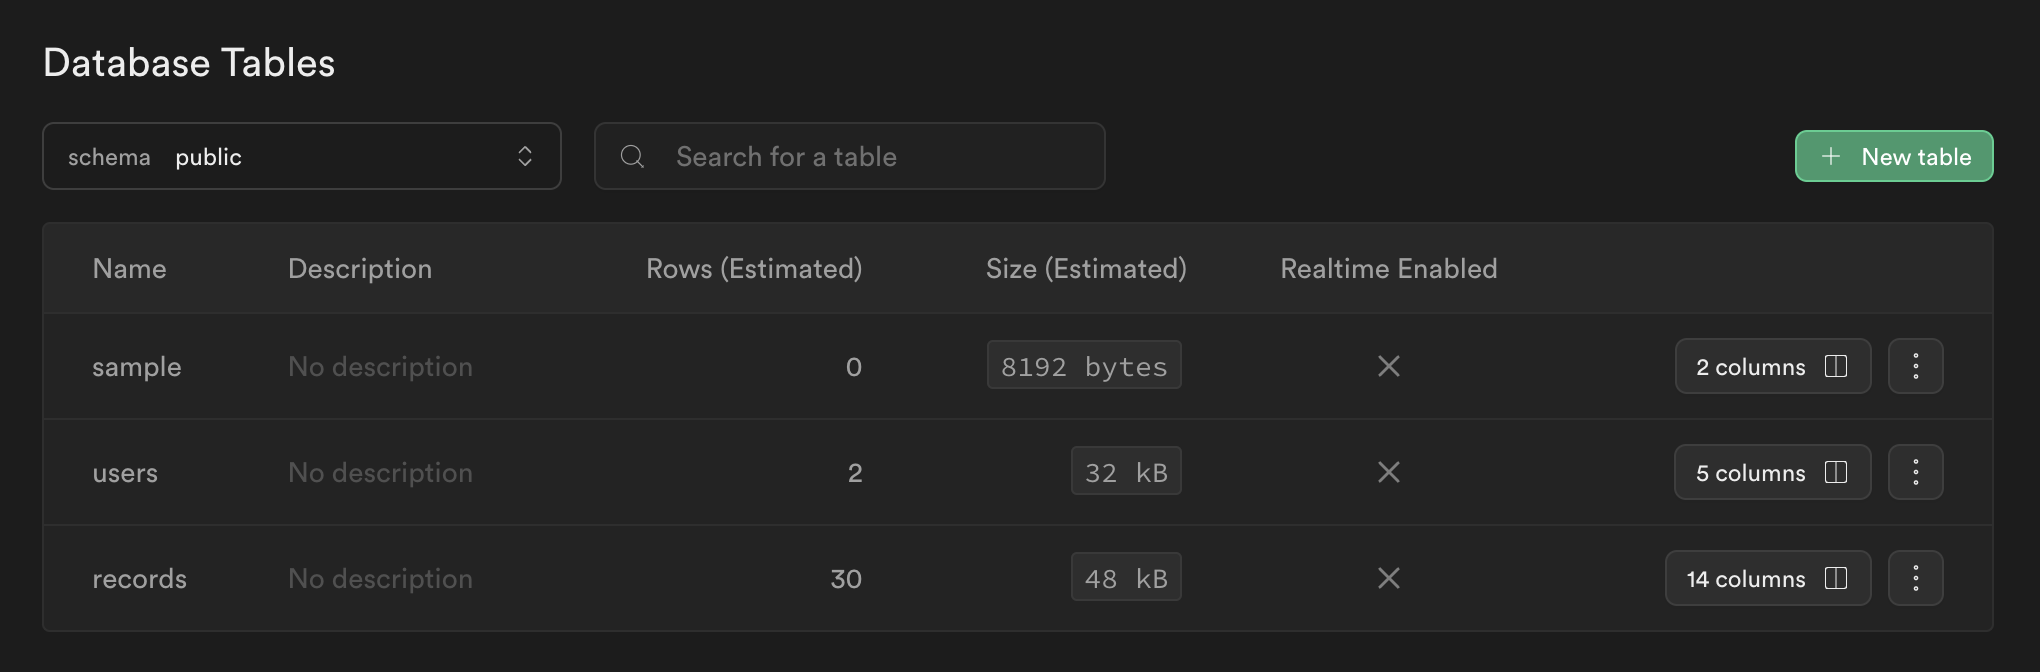 Database Tables
schema public
Search for a table
New table
Name Description Rows (Estimated) Size (Estimated) Realtime Enabled
sample No description 0 8192 bytes 2 columns
users No description 2 32 kB 5 columns
records No description 30 48 kB 14 columns